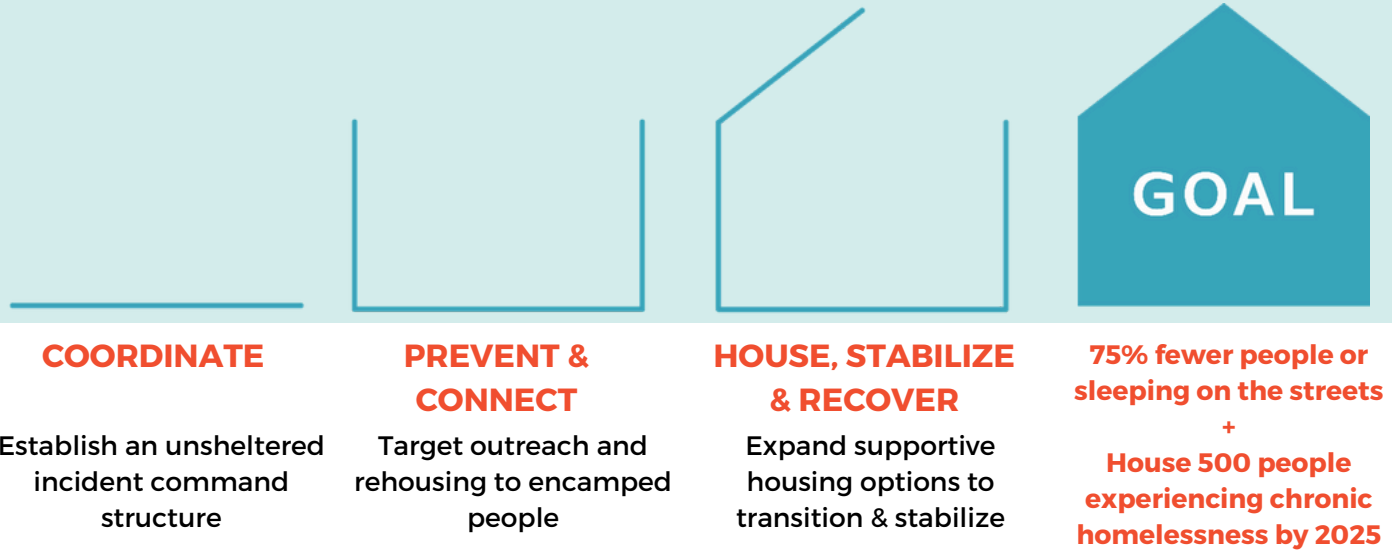 GOAL
COORDINATE
Establish an unsheltered
incident command
structure
PREVENT &
CONNECT
Target outreach and
rehousing to encamped
people
HOUSE, STABILIZE
& RECOVER
Expand supportive
housing options to
transition & stabilize
75% fewer people or
sleeping on the streets
+
House 500 people
experiencing chronic
homelessness by 2025